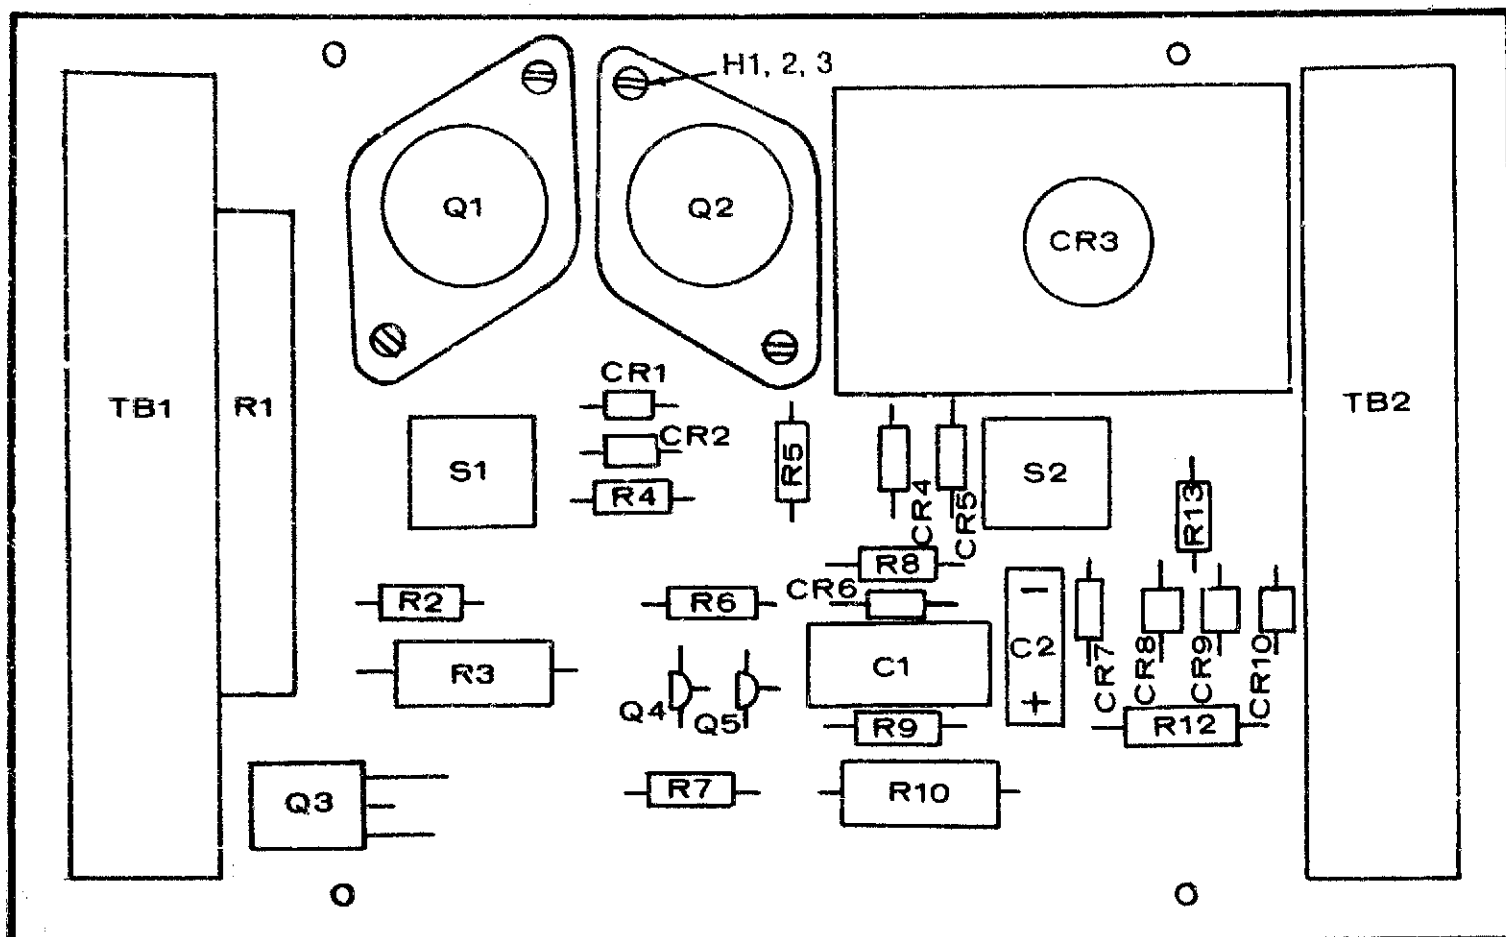 H1, 2, 3
Q1
Q2
CR3
CR1
TB1
R1
TB2
CR2
S1
R5
S2
R4
CR4
CR5
R13
R8
CR6
R2
R6
−
C2
+
R3
C1
CR7
CR8
CR9
CR10
Q4
Q5
R9
R12
Q3
R7
R10